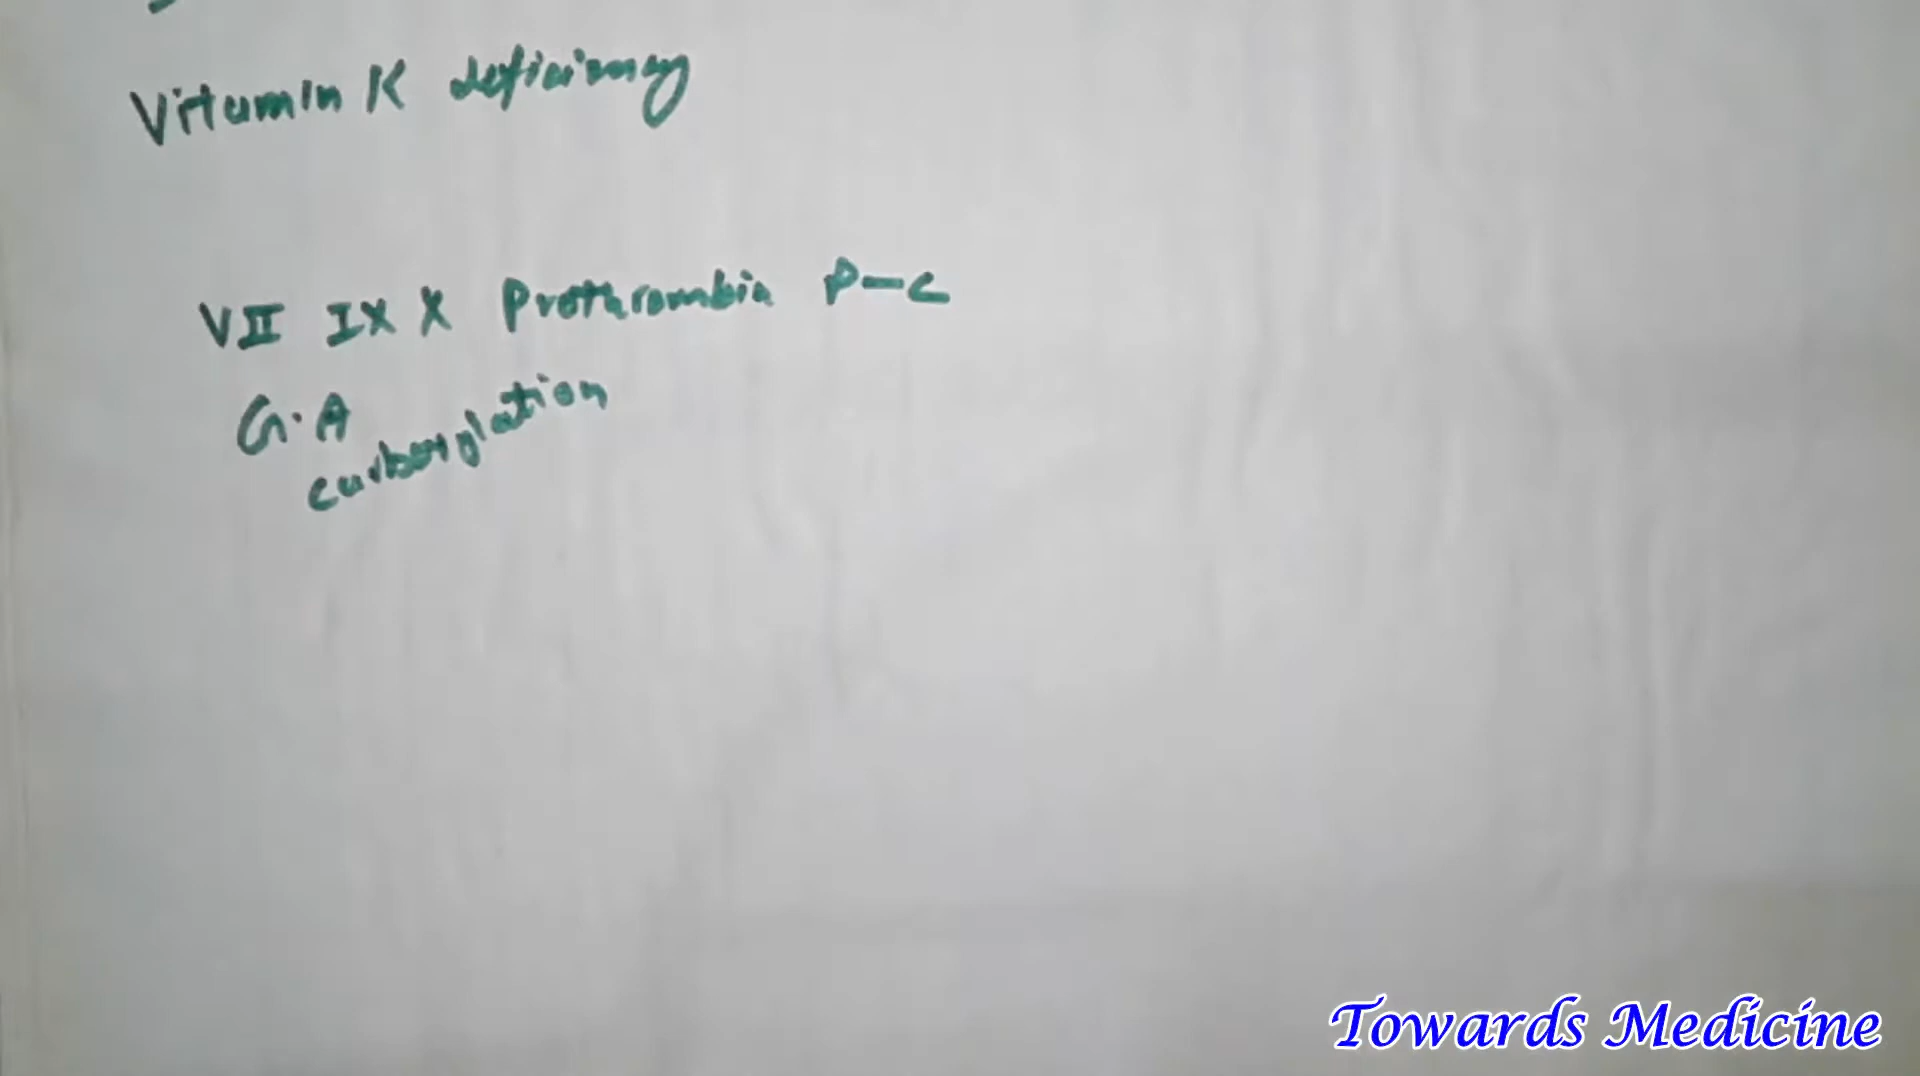 Vitamin K deficiency
VII IX X Prothrombin P-C
G.A
carboxylation
Towards Medicine